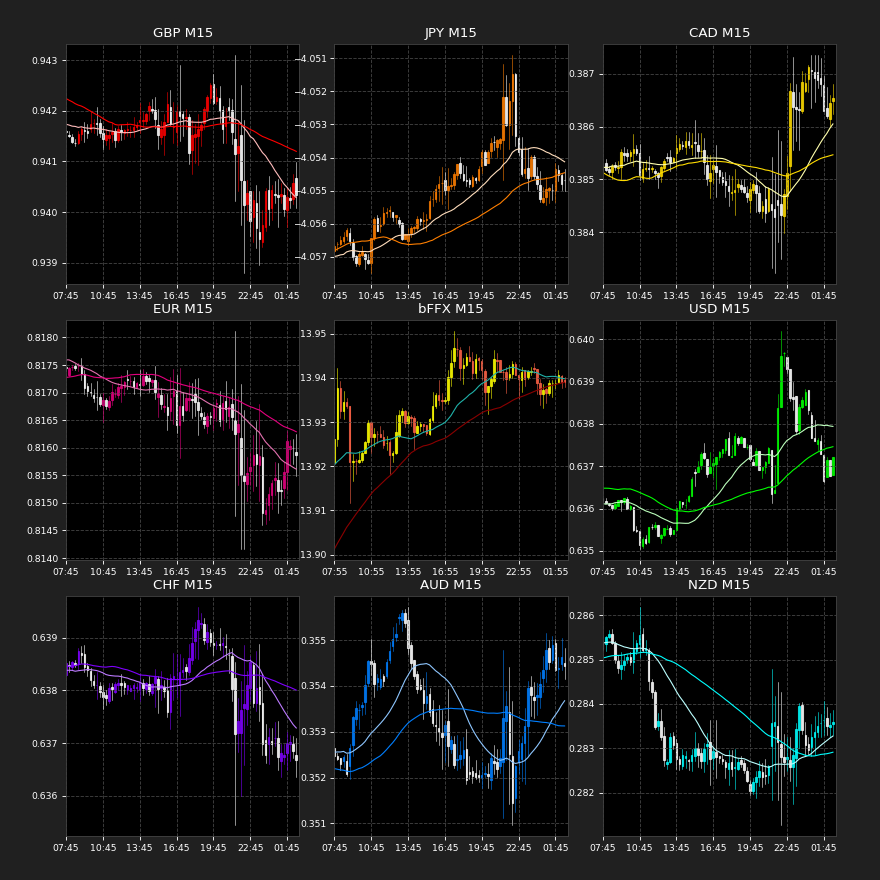 GBP M15
JPY M15
CAD M15
0.943
0.942
0.941
0.940
0.939
−4.051
−4.052
−4.053
−4.054
−4.055
−4.056
−4.057
0.387
0.386
0.385
0.384
07:45 10:45 13:45 16:45 19:45 22:45 01:45
07:45 10:45 13:45 16:45 19:45 22:45 01:45
07:45 10:45 13:45 16:45 19:45 22:45 01:45
EUR M15
bFFX M15
USD M15
0.8180
0.8175
0.8170
0.8165
0.8160
0.8155
0.8150
0.8145
0.8140
13.95
13.94
13.93
13.92
13.91
13.90
0.640
0.639
0.638
0.637
0.636
0.635
07:45 10:45 13:45 16:45 19:45 22:45 01:45
07:55 10:55 13:55 16:55 19:55 22:55 01:55
07:45 10:45 13:45 16:45 19:45 22:45 01:45
CHF M15
AUD M15
NZD M15
0.639
0.638
0.637
0.636
0.355
0.354
0.353
0.352
0.351
0.286
0.285
0.284
0.283
0.282
07:45 10:45 13:45 16:45 19:45 22:45 01:45
07:45 10:45 13:45 16:45 19:45 22:45 01:45
07:45 10:45 13:45 16:45 19:45 22:45 01:45